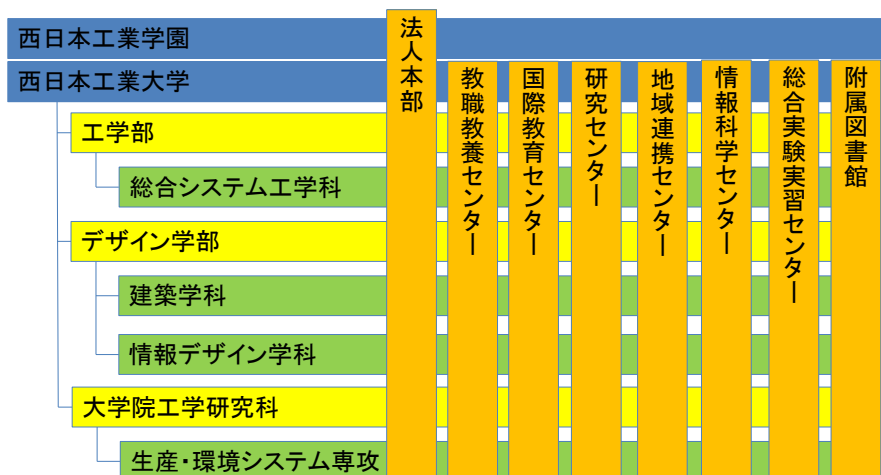 西日本工業学園
西日本工業大学
工学部
総合システム工学科
デザイン学部
建築学科
情報デザイン学科
大学院工学研究科
生産・環境システム専攻
法人本部
教職教養センター
国際教育センター
研究センター
地域連携センター
情報科学センター
総合実験実習センター
附属図書館